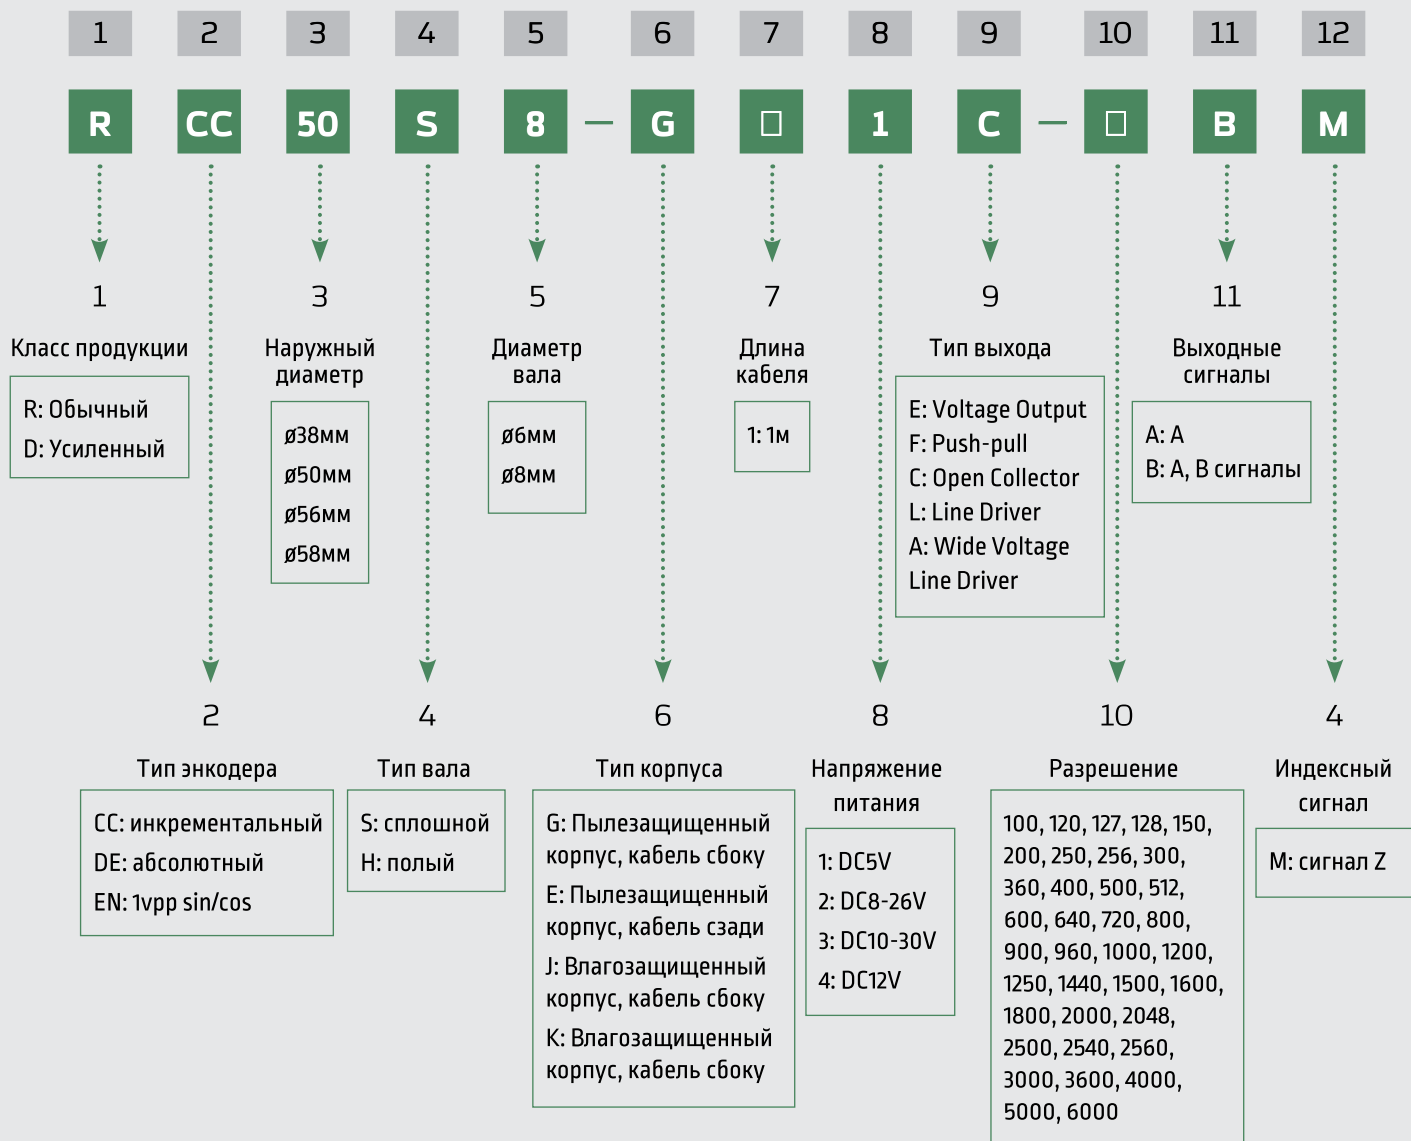 1 2 3 4 5 6 7 8 9 10 11 12
R CC 50 S 8 — G □ 1 C — □ B M
1
Класс продукции
R: Обычный
D: Усиленный
3
Наружный
диаметр
ø38мм
ø50мм
ø56мм
ø58мм
5
Диаметр
вала
ø6мм
ø8мм
7
Длина
кабеля
1: 1м
9
Тип выхода
E: Voltage Output
F: Push-pull
C: Open Collector
L: Line Driver
A: Wide Voltage
Line Driver
11
Выходные
сигналы
A: A
B: A, B сигналы
2
Тип энкодера
CC: инкрементальный
DE: абсолютный
EN: 1vpp sin/cos
4
Тип вала
S: сплошной
H: полый
6
Тип корпуса
G: Пылезащищенный
корпус, кабель сбоку
E: Пылезащищенный
корпус, кабель сзади
J: Влагозащищенный
корпус, кабель сбоку
K: Влагозащищенный
корпус, кабель сбоку
8
Напряжение
питания
1: DC5V
2: DC8-26V
3: DC10-30V
4: DC12V
10
Разрешение
100, 120, 127, 128, 150,
200, 250, 256, 300,
360, 400, 500, 512,
600, 640, 720, 800,
900, 960, 1000, 1200,
1250, 1440, 1500, 1600,
1800, 2000, 2048,
2500, 2540, 2560,
3000, 3600, 4000,
5000, 6000
4
Индексный
сигнал
M: сигнал Z